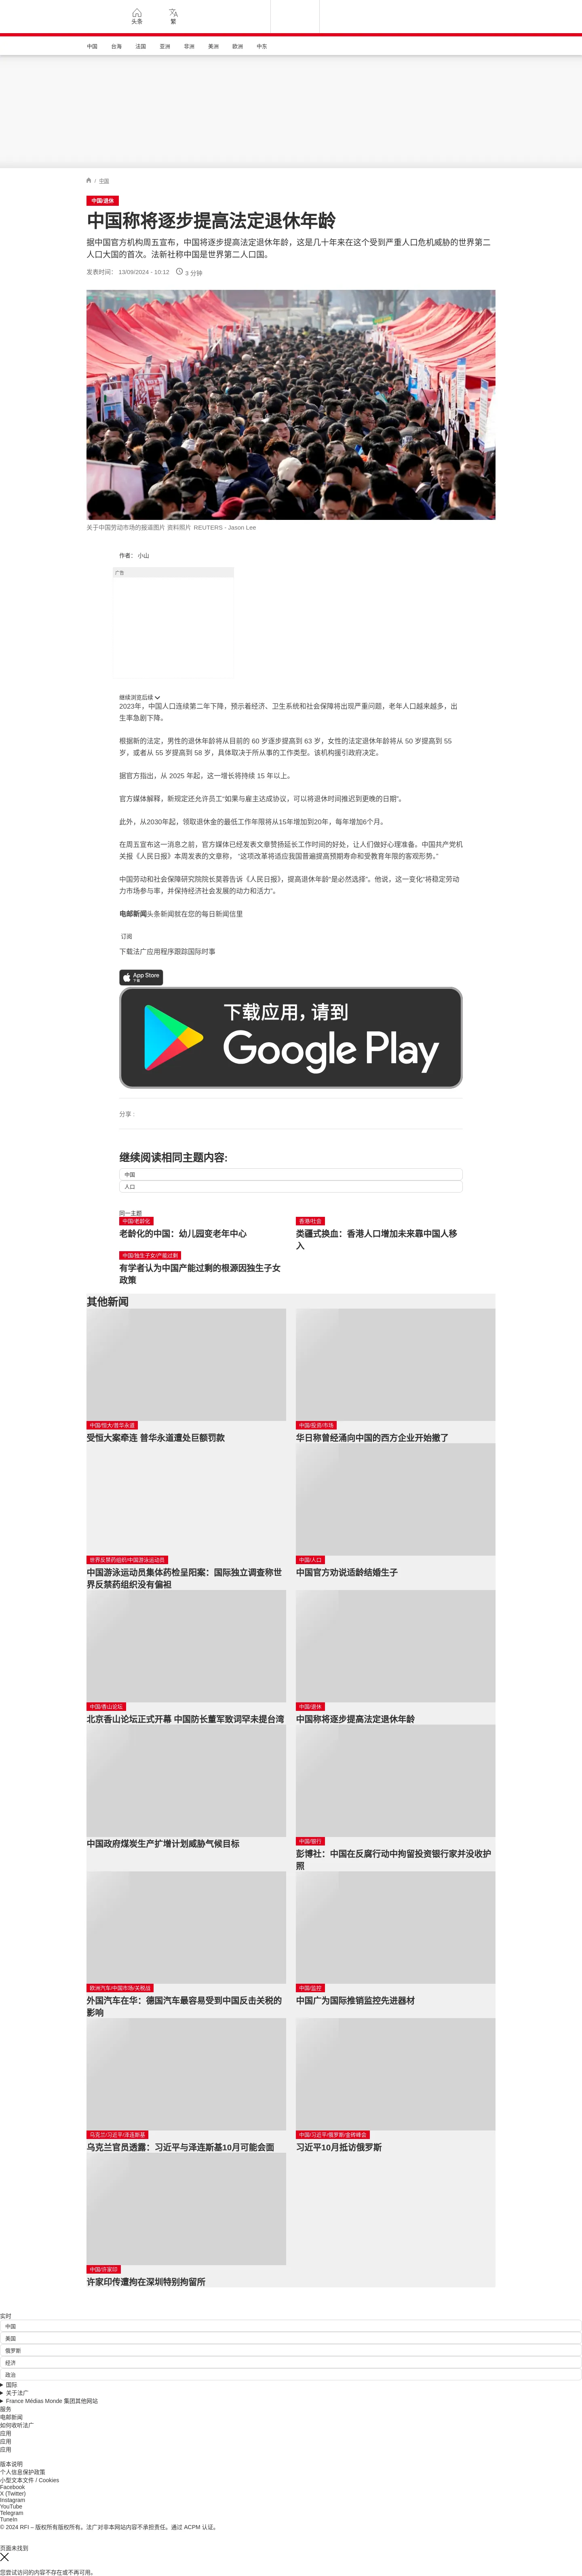 头条
繁
中国
台海
法国
亚洲
非洲
美洲
欧洲
中东
/ 中国
中国/退休
中国称将逐步提高法定退休年龄
据中国官方机构周五宣布，中国将逐步提高法定退休年龄，这是几十年来在这个受到严重人口危机威胁的世界第二
人口大国的首次。法新社称中国是世界第二人口国。
发表时间： 13/09/2024 - 10:12
3 分钟
关于中国劳动市场的报道图片 资料照片 REUTERS - Jason Lee
作者： 小山
广告
继续浏览后续
2023年，中国人口连续第二年下降，预示着经济、卫生系统和社会保障将出现严重问题，老年人口越来越多，出
生率急剧下降。
根据新的法定，男性的退休年龄将从目前的 60 岁逐步提高到 63 岁，女性的法定退休年龄将从 50 岁提高到 55
岁，或者从 55 岁提高到 58 岁，具体取决于所从事的工作类型。该机构援引政府决定。
据官方指出，从 2025 年起，这一增长将持续 15 年以上。
官方媒体解释，新规定还允许员工“如果与雇主达成协议，可以将退休时间推迟到更晚的日期”。
此外，从2030年起，领取退休金的最低工作年限将从15年增加到20年，每年增加6个月。
在周五宣布这一消息之前，官方媒体已经发表文章赞扬延长工作时间的好处，让人们做好心理准备。中国共产党机
关报《人民日报》本周发表的文章称， “这项改革将适应我国普遍提高预期寿命和受教育年限的客观形势。”
中国劳动和社会保障研究院院长莫蓉告诉《人民日报》，提高退休年龄“是必然选择”。他说，这一变化“将稳定劳动
力市场参与率，并保持经济社会发展的动力和活力”。
电邮新闻头条新闻就在您的每日新闻信里
订阅
下载法广应用程序跟踪国际时事
App Store
下载
下载应用，请到
Google Play
分享 :
继续阅读相同主题内容:
中国
人口
同一主题
中国/老龄化
老龄化的中国：幼儿园变老年中心
香港/社会
类疆式换血：香港人口增加未来靠中国人移
入
中国/独生子女/产能过剩
有学者认为中国产能过剩的根源因独生子女
政策
其他新闻
中国/恒大/普华永道
受恒大案牵连 普华永道遭处巨额罚款
中国/投资/市场
华日称曾经涌向中国的西方企业开始撤了
世界反禁药组织/中国游泳运动员
中国游泳运动员集体药检呈阳案：国际独立调查称世
界反禁药组织没有偏袒
中国/人口
中国官方劝说适龄结婚生子
中国/香山论坛
北京香山论坛正式开幕 中国防长董军致词罕未提台湾
中国/退休
中国称将逐步提高法定退休年龄
中国政府煤炭生产扩增计划威胁气候目标
中国/银行
彭博社：中国在反腐行动中拘留投资银行家并没收护
照
欧洲汽车/中国市场/关税战
外国汽车在华：德国汽车最容易受到中国反击关税的
影响
中国/监控
中国广为国际推销监控先进器材
乌克兰/习近平/泽连斯基
乌克兰官员透露：习近平与泽连斯基10月可能会面
中国/习近平/俄罗斯/金砖峰会
习近平10月抵访俄罗斯
中国/许家印
许家印传遭拘在深圳特别拘留所
实时
中国
美国
俄罗斯
经济
政治
国际
关于法广
France Médias Monde 集团其他网站
服务
电邮新闻
如何收听法广
应用
应用
应用
版本说明
个人信息保护政策
小型文本文件 / Cookies
Facebook
X (Twitter)
Instagram
YouTube
Telegram
TuneIn
© 2024 RFI – 版权所有版权所有。法广对非本网站内容不承担责任。通过 ACPM 认证。
页面未找到
您尝试访问的内容不存在或不再可用。